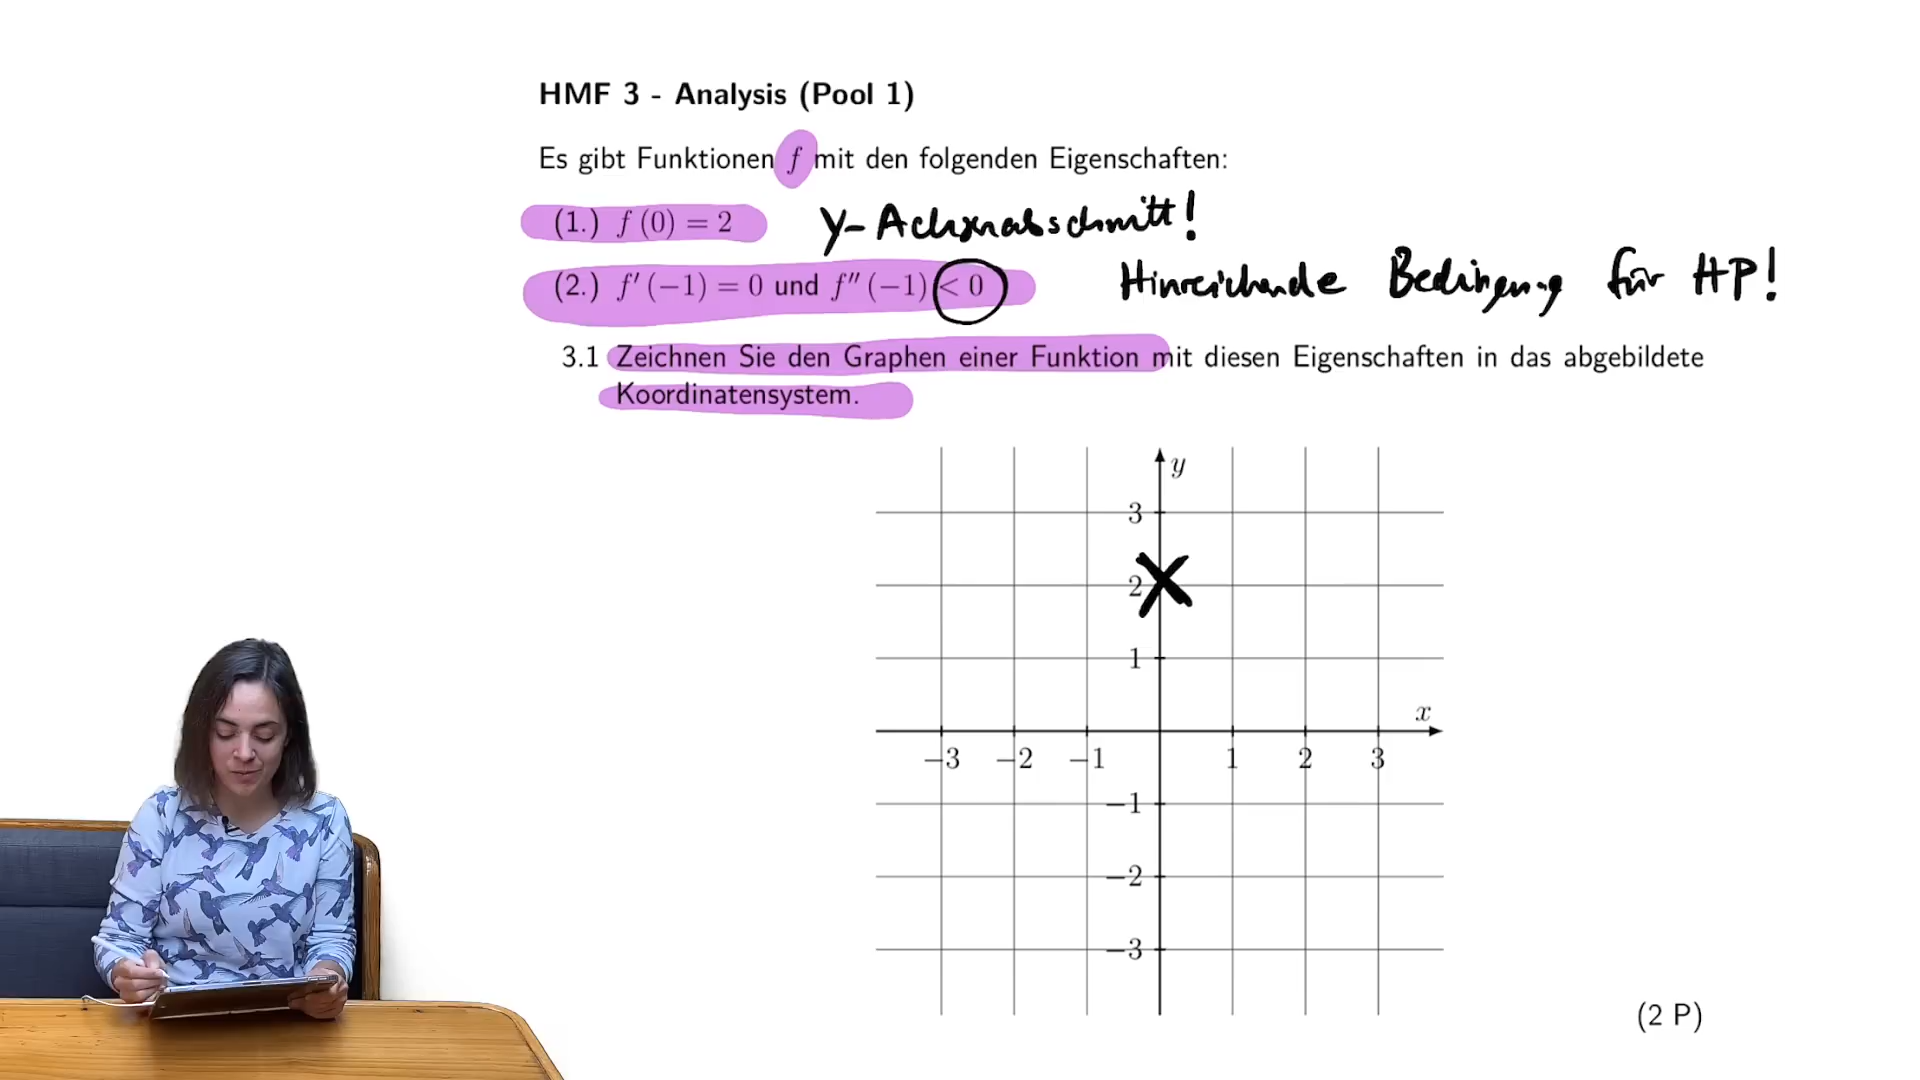 HMF 3 - Analysis (Pool 1)
Es gibt Funktionen f mit den folgenden Eigenschaften:
(1.) f (0) = 2 y-Achsenabschnitt!
(2.) f′ (−1) = 0 und f″ (−1) < 0 Hinreichende Bedingung für HP!
3.1 Zeichnen Sie den Graphen einer Funktion mit diesen Eigenschaften in das abgebildete
Koordinatensystem.
y
3
2
1
x
−3 −2 −1 1 2 3
−1
−2
−3
(2 P)